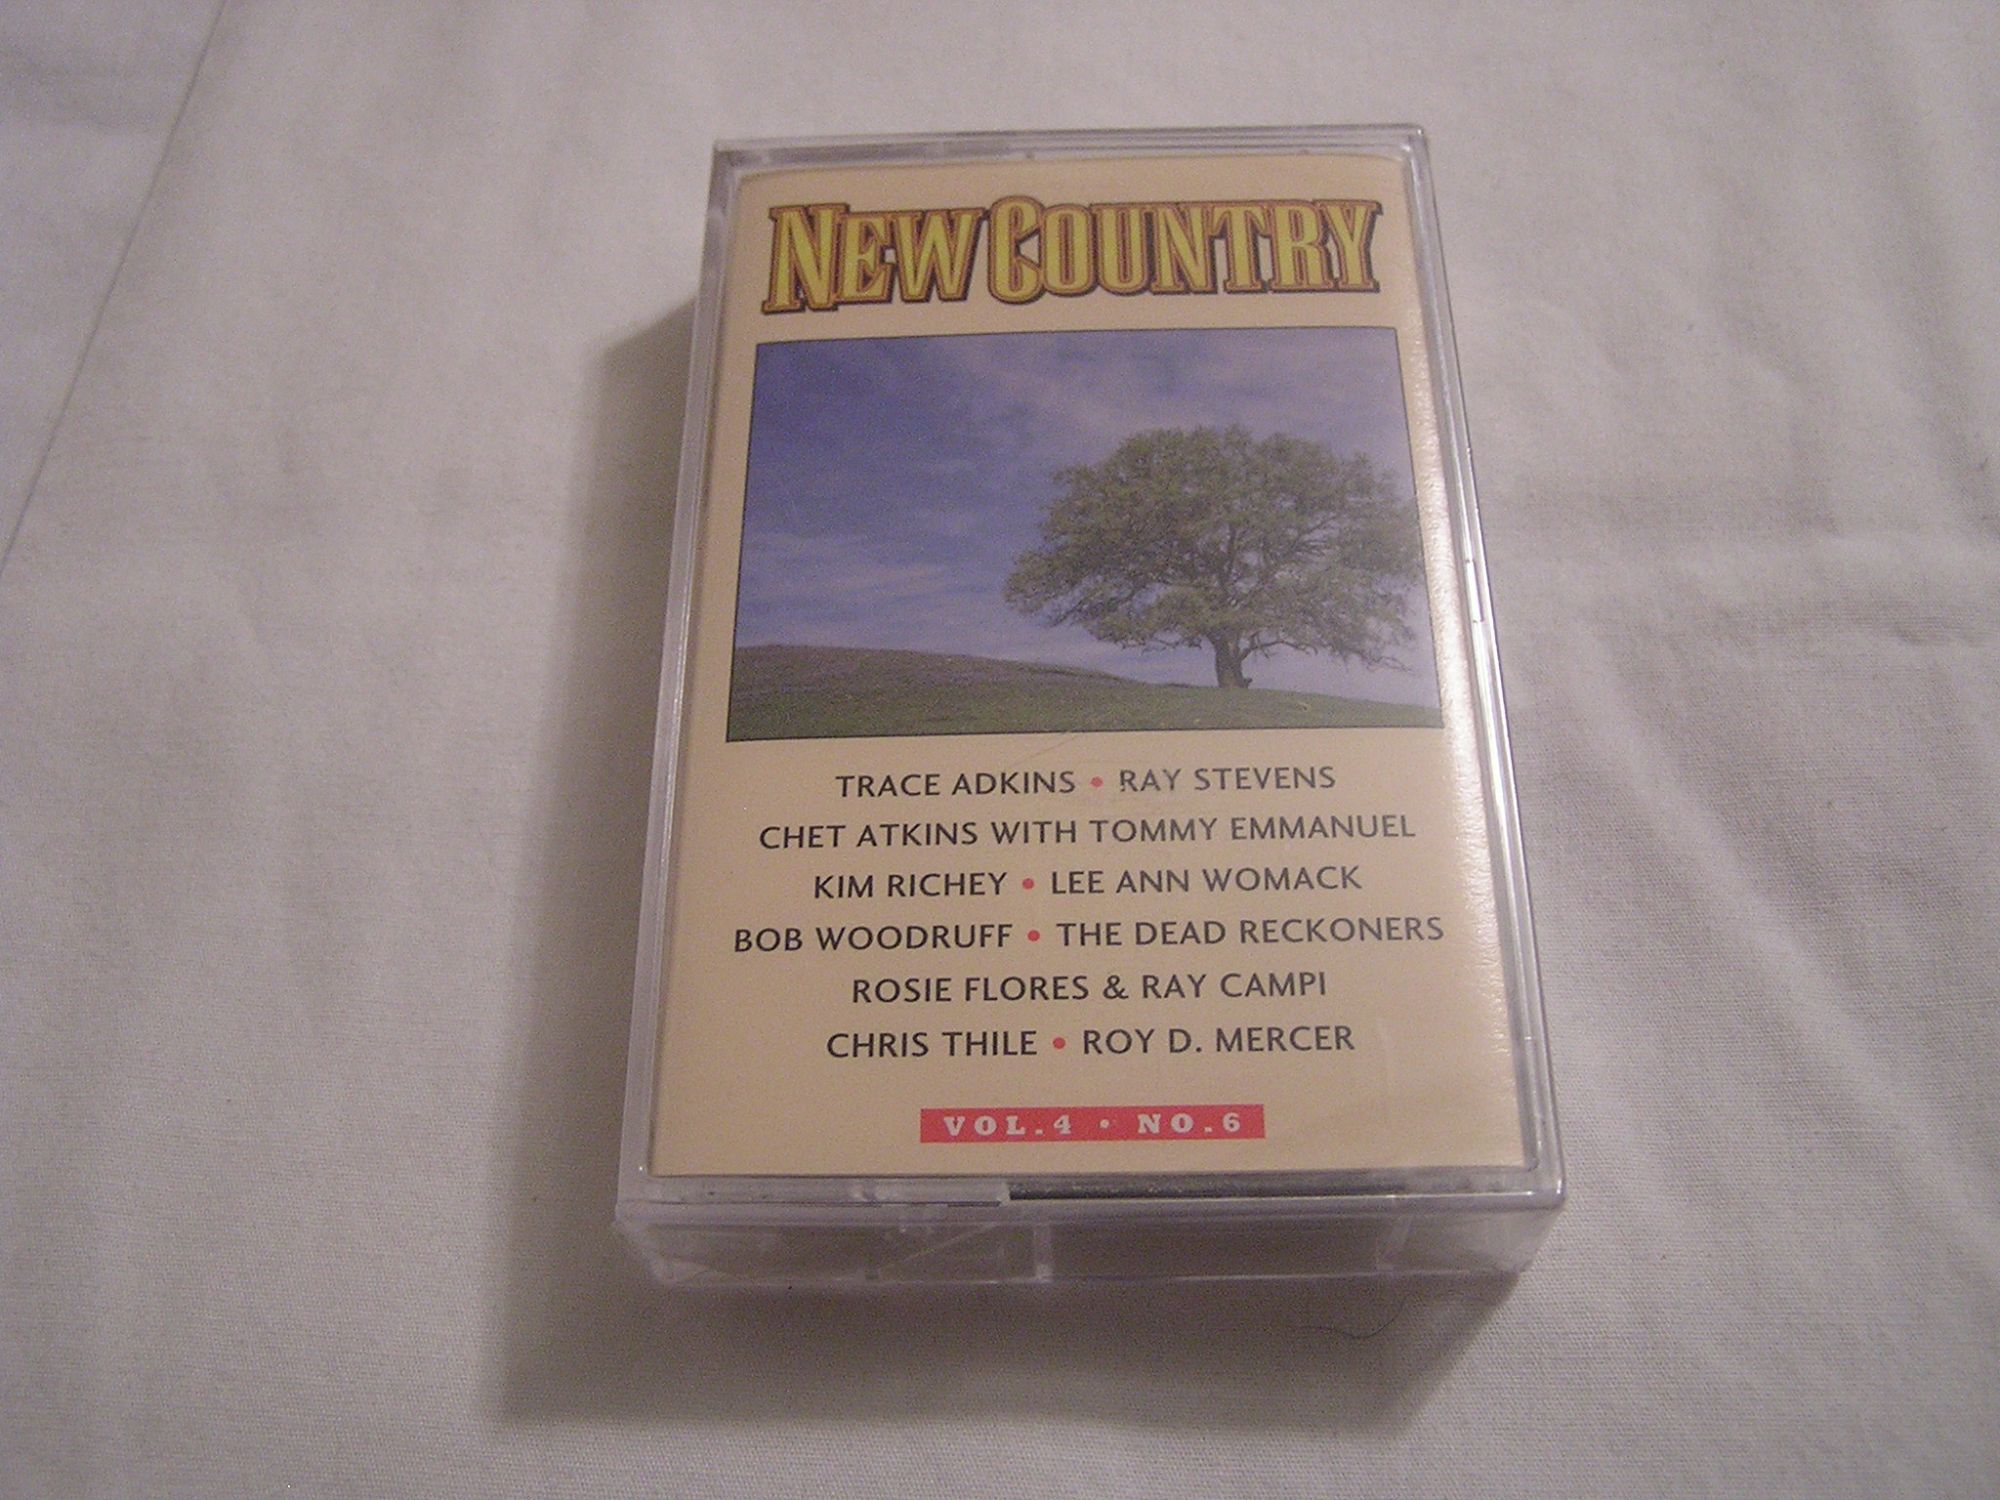 NEW COUNTRY
TRACE ADKINS • RAY STEVENS
CHET ATKINS WITH TOMMY EMMANUEL
KIM RICHEY • LEE ANN WOMACK
BOB WOODRUFF • THE DEAD RECKONERS
ROSIE FLORES & RAY CAMPI
CHRIS THILE • ROY D. MERCER
VOL.4 • NO.6